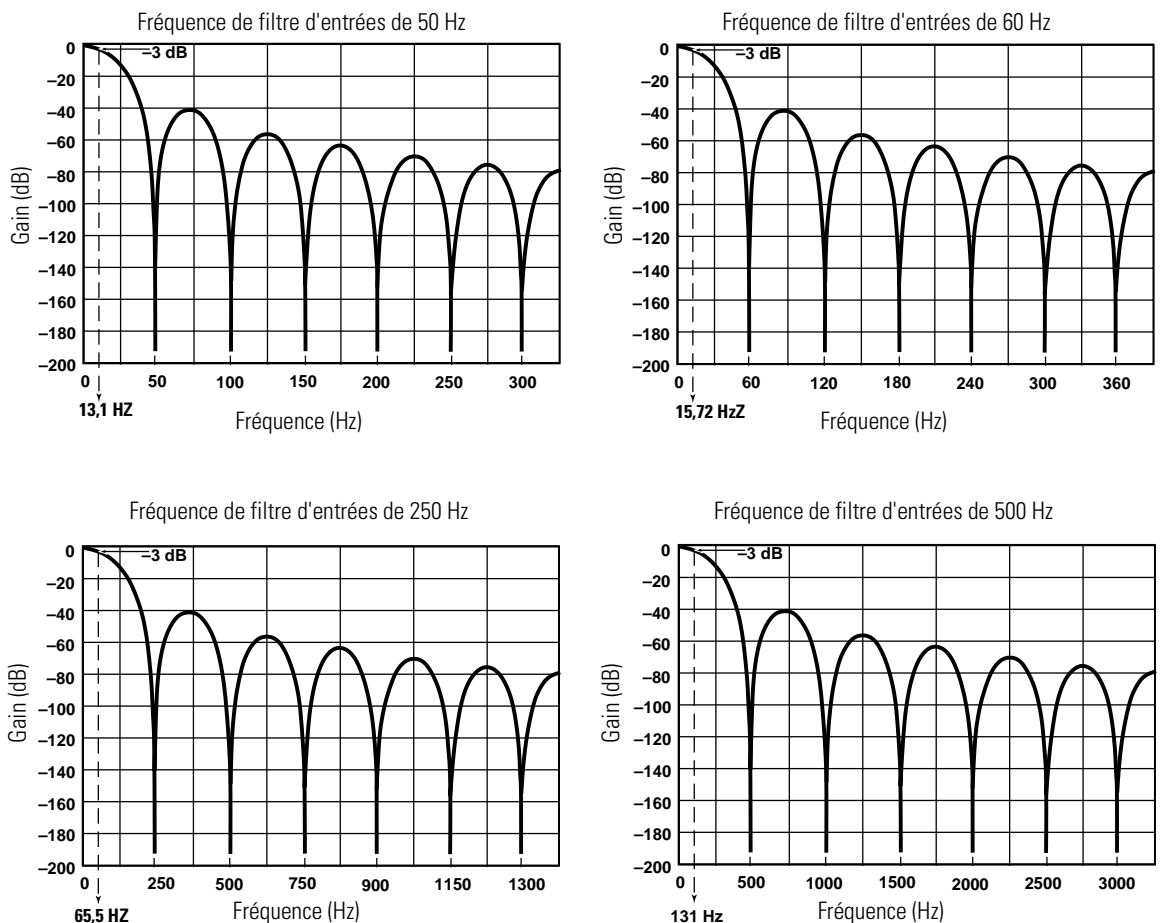 Fréquence de filtre d'entrées de 50 Hz
0
–3 dB
–20
–40
–60
–80
–100
–120
–140
–160
–180
–200
Gain (dB)
0 50 100 150 200 250 300
13,1 HZ
Fréquence (Hz)
Fréquence de filtre d'entrées de 60 Hz
0
–3 dB
–20
–40
–60
–80
–100
–120
–140
–160
–180
–200
Gain (dB)
0 60 120 180 240 300 360
15,72 HzZ
Fréquence (Hz)
Fréquence de filtre d'entrées de 250 Hz
0
–3 dB
–20
–40
–60
–80
–100
–120
–140
–160
–180
–200
Gain (dB)
0 250 500 750 900 1150 1300
65,5 HZ
Fréquence (Hz)
Fréquence de filtre d'entrées de 500 Hz
0
–3 dB
–20
–40
–60
–80
–100
–120
–140
–160
–180
–200
Gain (dB)
0 500 1000 1500 2000 2500 3000
131 Hz
Fréquence (Hz)